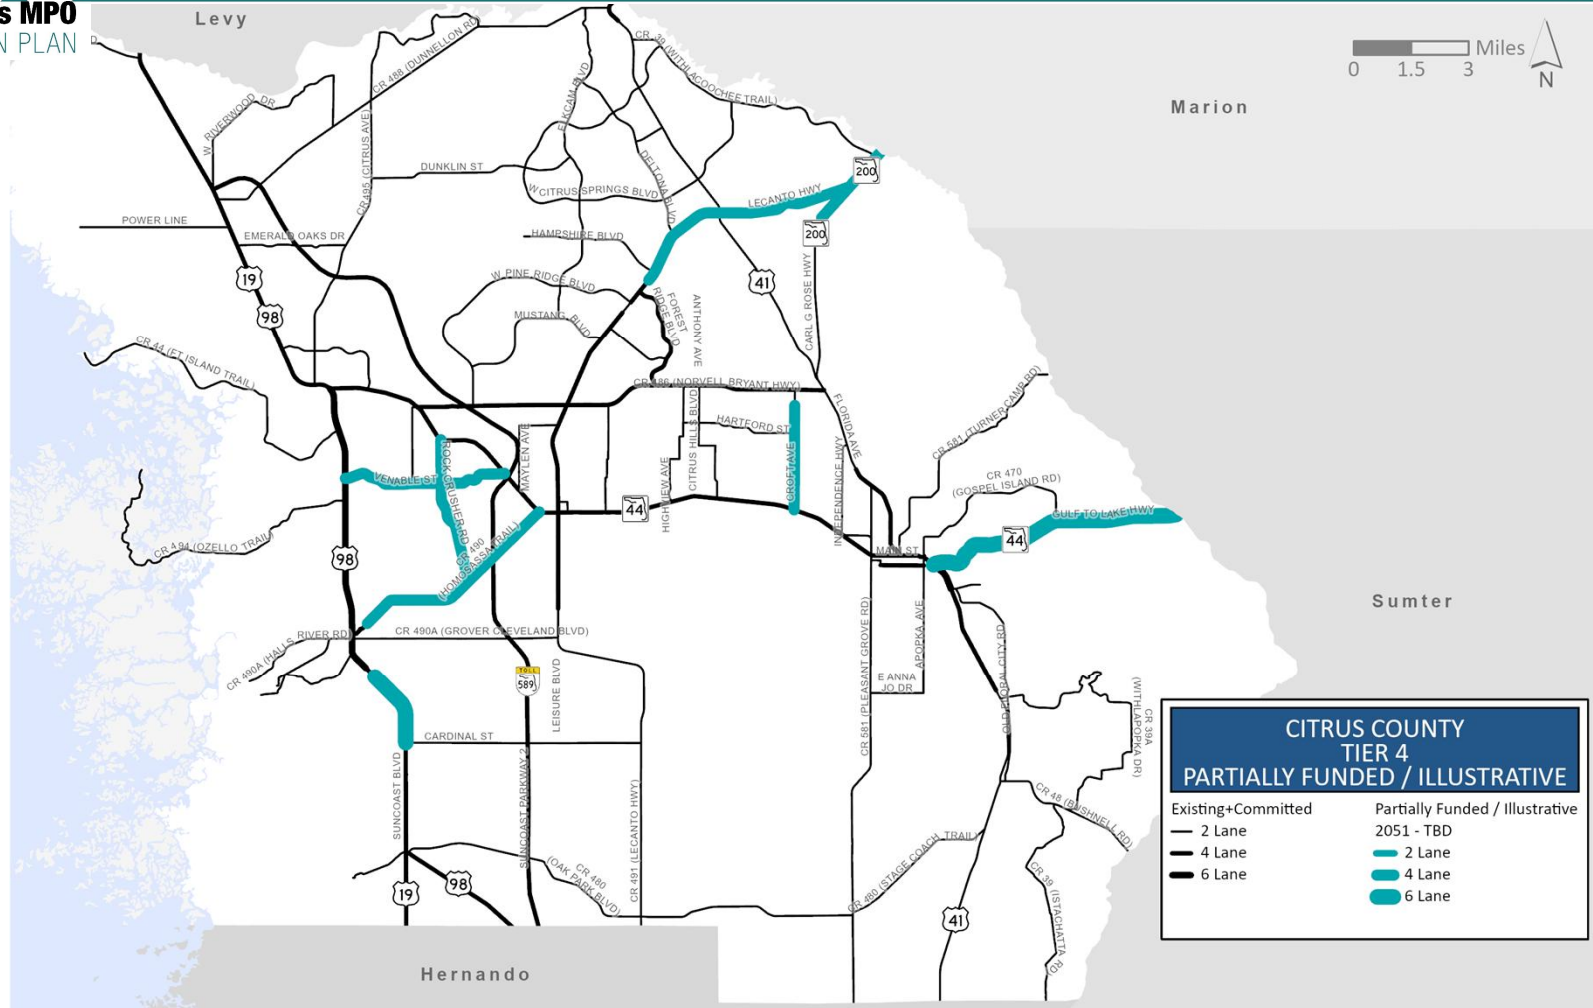 s MPO
N PLAN
Levy
Marion
Sumter
Hernando
Miles
0 1.5 3
N
CR 39 (WITHLACOOCHEE TRAIL)
CR 488 (DUNNELLON RD)
W RIVERWOOD DR
ELKCAM BLVD
CR 495 (CITRUS AVE)
DUNKLIN ST
DELTONA BLVD
W CITRUS SPRINGS BLVD
LECANTO HWY
200
200
POWER LINE
EMERALD OAKS DR
HAMPSHIRE BLVD
19
98
41
W PINE RIDGE BLVD
MUSTANG BLVD
FOREST
RIDGE BLVD
ANTHONY AVE
CARL G ROSE HWY
CR 44 (FT ISLAND TRAIL)
CR 486 (NORVELL BRYANT HWY)
CR 581 (TURNER CAMP RD)
HARTFORD ST
FLORIDA AVE
CITRUS HILLS BLVD
MAYLEN AVE
HIGHVIEW AVE
CROFT AVE
INDEPENDENCE HWY
ROCK CRUSHER RD
VENABLE ST
CR 470
(GOSPEL ISLAND RD)
GULF TO LAKE HWY
44
44
CR 494 (OZELLO TRAIL)
98
CR 490
(HOMOSASSA TRAIL)
MAIN ST
CR 490A (HALLS
RIVER RD)
CR 490A (GROVER CLEVELAND BLVD)
TOLL
589
LEISURE BLVD
CR 581 (PLEASANT GROVE RD)
APOPKA AVE
E ANNA
JO DR
OLD FLORAL CITY RD
CR 39A
(WITHLAPOPKA DR)
CARDINAL ST
SUNCOAST BLVD
SUNCOAST PARKWAY 2
CR 491 (LECANTO HWY)
CR 48 (BUSHNELL RD)
CR 480 (STAGE COACH TRAIL)
CR 480
(OAK PARK BLVD)
CR 39 (ISTACHATTA
RD)
19
98
41
CITRUS COUNTY
TIER 4
PARTIALLY FUNDED / ILLUSTRATIVE
Existing+Committed
2 Lane
4 Lane
6 Lane
Partially Funded / Illustrative
2051 - TBD
2 Lane
4 Lane
6 Lane